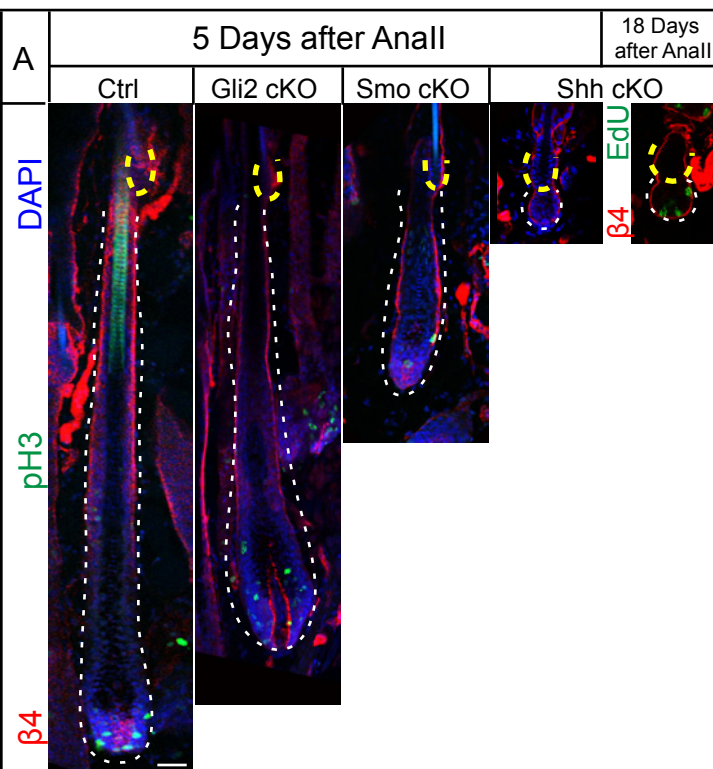 A
5 Days after AnaII
18 Days
after AnaII
Ctrl
Gli2 cKO
Smo cKO
Shh cKO
DAPI
pH3
β4
EdU
β4